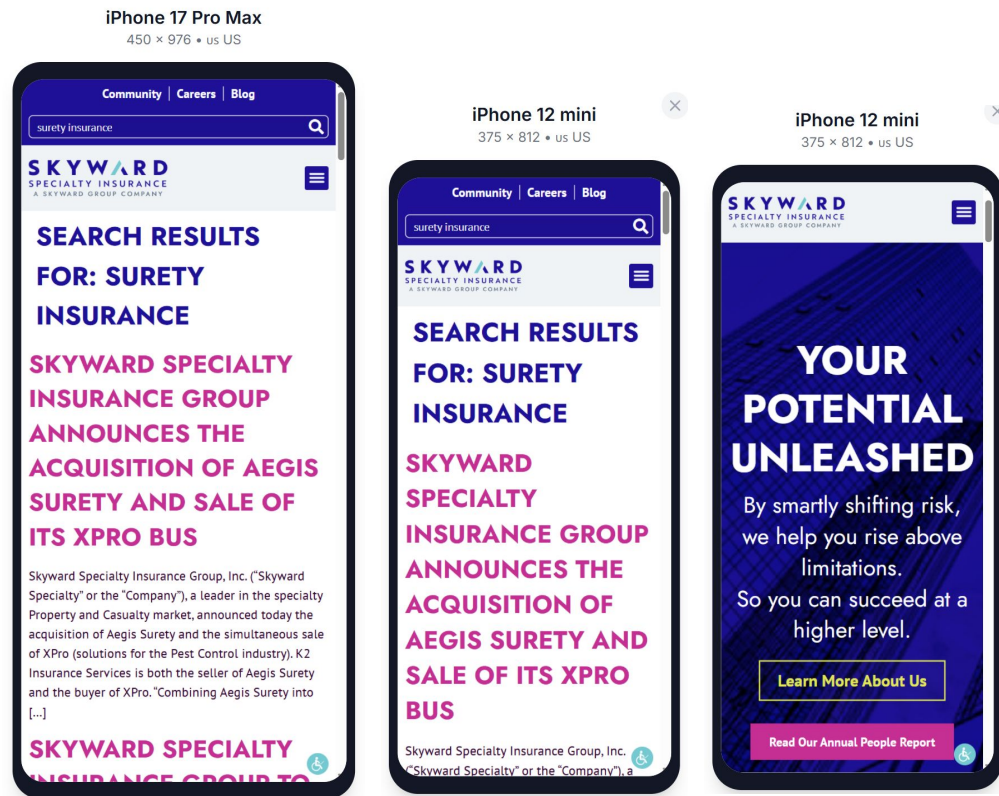 iPhone 17 Pro Max
450 × 976 • us US
Community | Careers | Blog
surety insurance
SKYWARD
SPECIALTY INSURANCE
A SKYWARD GROUP COMPANY
SEARCH RESULTS
FOR: SURETY
INSURANCE
SKYWARD SPECIALTY
INSURANCE GROUP
ANNOUNCES THE
ACQUISITION OF AEGIS
SURETY AND SALE OF
ITS XPRO BUS
Skyward Specialty Insurance Group, Inc. (“Skyward
Specialty” or the “Company”), a leader in the specialty
Property and Casualty market, announced today the
acquisition of Aegis Surety and the simultaneous sale
of XPro (solutions for the Pest Control industry). K2
Insurance Services is both the seller of Aegis Surety
and the buyer of XPro. “Combining Aegis Surety into
[...]
SKYWARD SPECIALTY
INSURANCE GROUP TO
iPhone 12 mini
375 × 812 • us US
Community | Careers | Blog
surety insurance
SKYWARD
SPECIALTY INSURANCE
A SKYWARD GROUP COMPANY
SEARCH RESULTS
FOR: SURETY
INSURANCE
SKYWARD
SPECIALTY
INSURANCE GROUP
ANNOUNCES THE
ACQUISITION OF
AEGIS SURETY AND
SALE OF ITS XPRO
BUS
Skyward Specialty Insurance Group, Inc.
(“Skyward Specialty” or the “Company”), a
iPhone 12 mini
375 × 812 • us US
SKYWARD
SPECIALTY INSURANCE
A SKYWARD GROUP COMPANY
YOUR
POTENTIAL
UNLEASHED
By smartly shifting risk,
we help you rise above
limitations.
So you can succeed at a
higher level.
Learn More About Us
Read Our Annual People Report